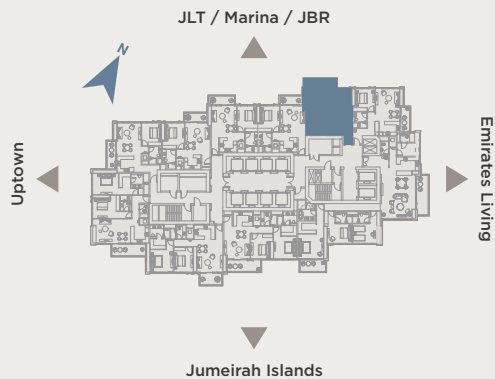 JLT / Marina / JBR
N
Uptown
Emirates Living
Jumeirah Islands